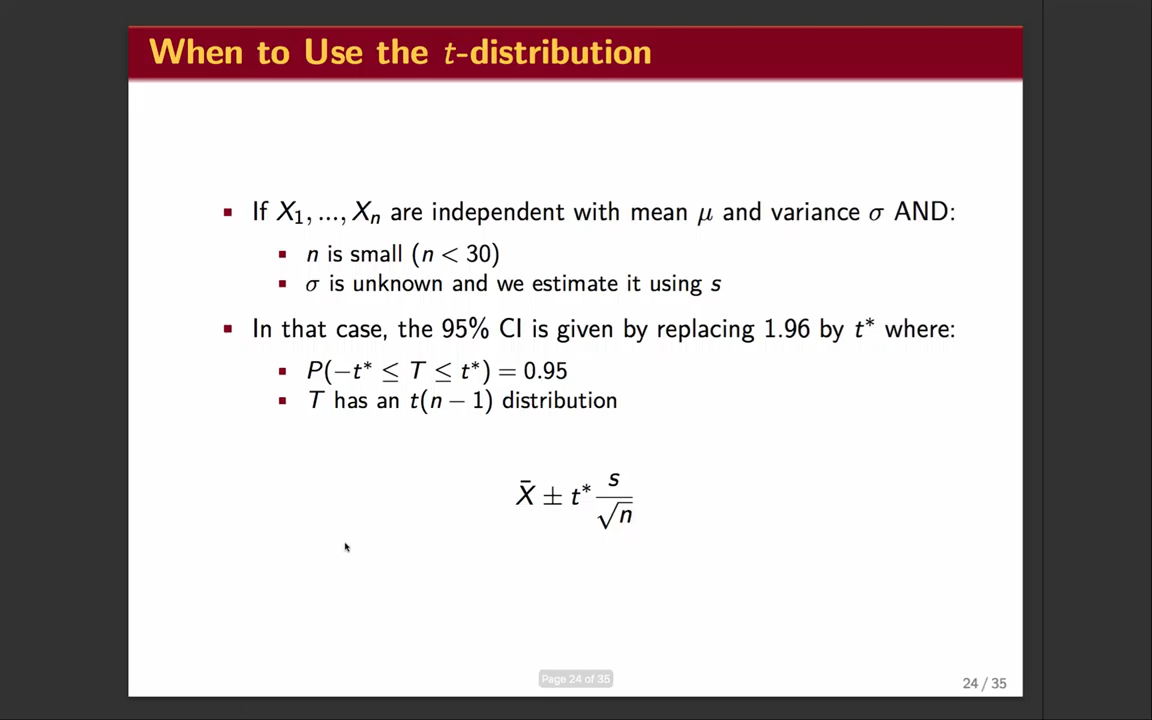 When to Use the t-distribution
▪ If X₁, ..., Xₙ are independent with mean μ and variance σ AND:
▪ n is small (n < 30)
▪ σ is unknown and we estimate it using s
▪ In that case, the 95% CI is given by replacing 1.96 by t* where:
▪ P(−t* ≤ T ≤ t*) = 0.95
▪ T has an t(n − 1) distribution
X̄ ± t* s/√n
Page 24 of 35
24 / 35